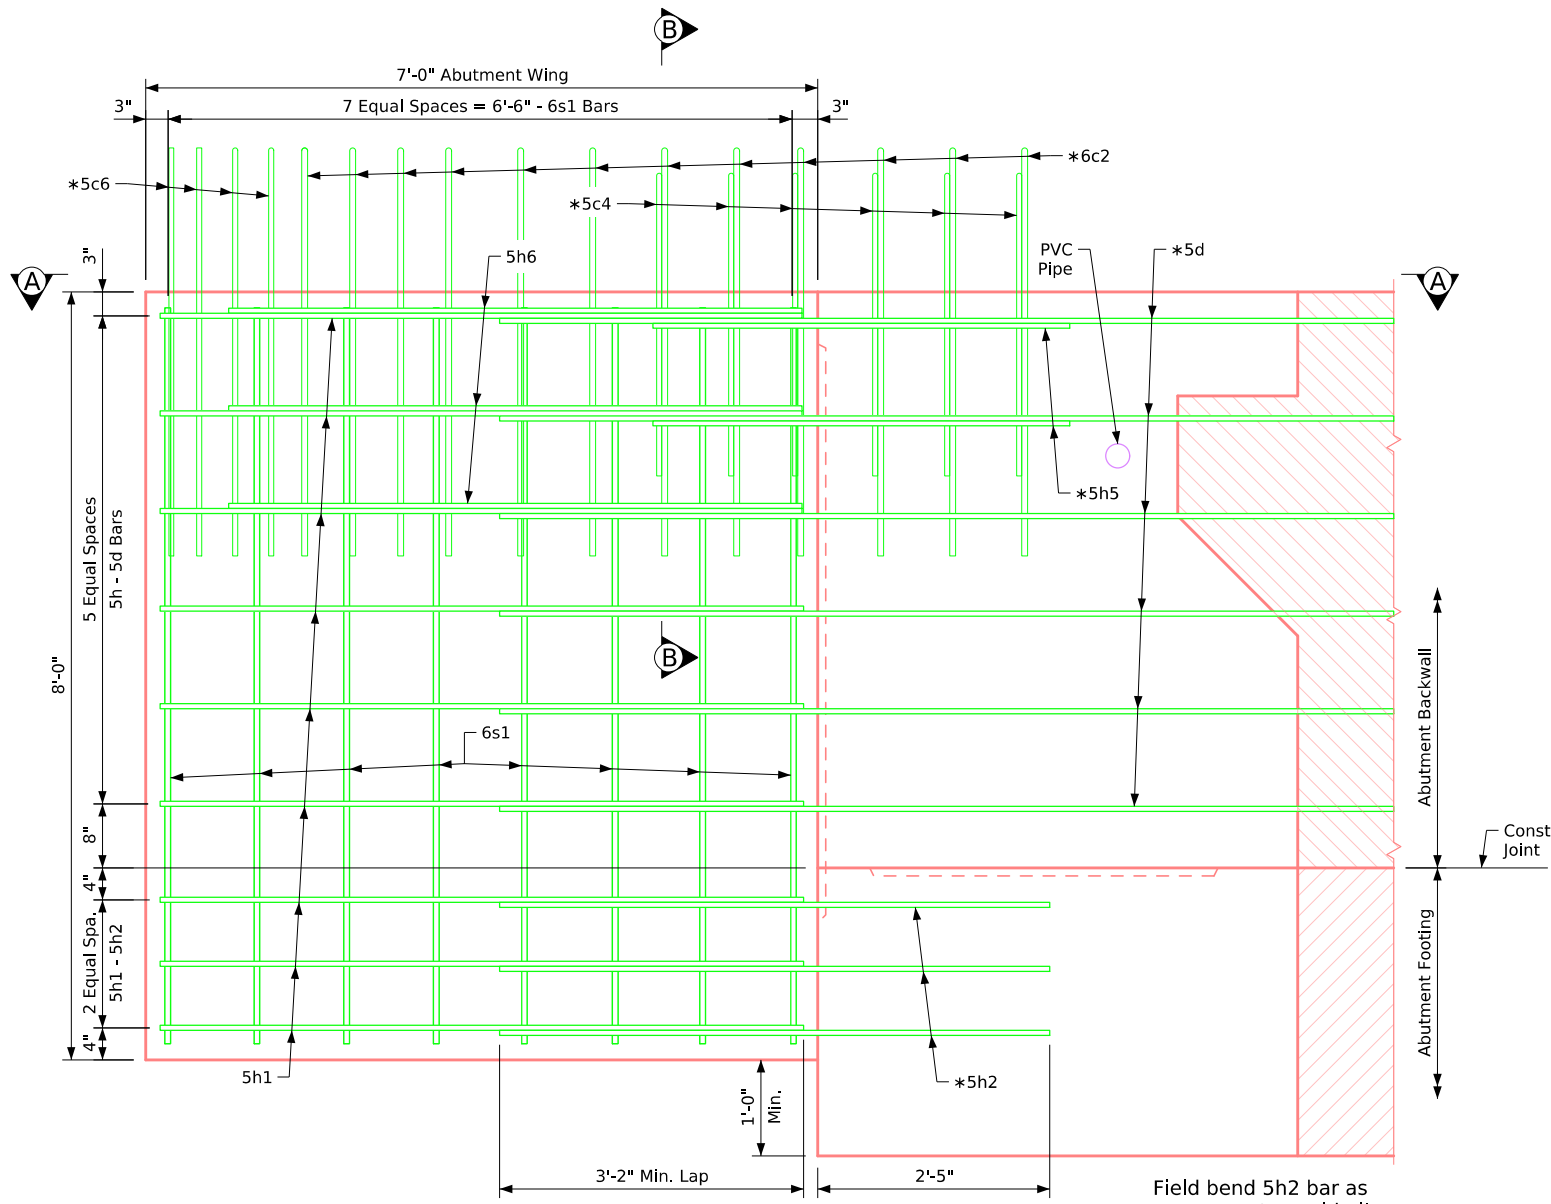 B
7'-0" Abutment Wing
3"
7 Equal Spaces = 6'-6" - 6s1 Bars
3"
∗6c2
∗5c6
∗5c4
3"
5h6
PVC
Pipe
∗5d
A
A
5 Equal Spaces
5h - 5d Bars
∗5h5
8'-0"
B
6s1
Abutment Backwall
8"
Const
Joint
4"
2 Equal Spa.
5h1 - 5h2
Abutment Footing
4"
5h1
∗5h2
1'-0"
Min.
3'-2" Min. Lap
2'-5"
Field bend 5h2 bar as